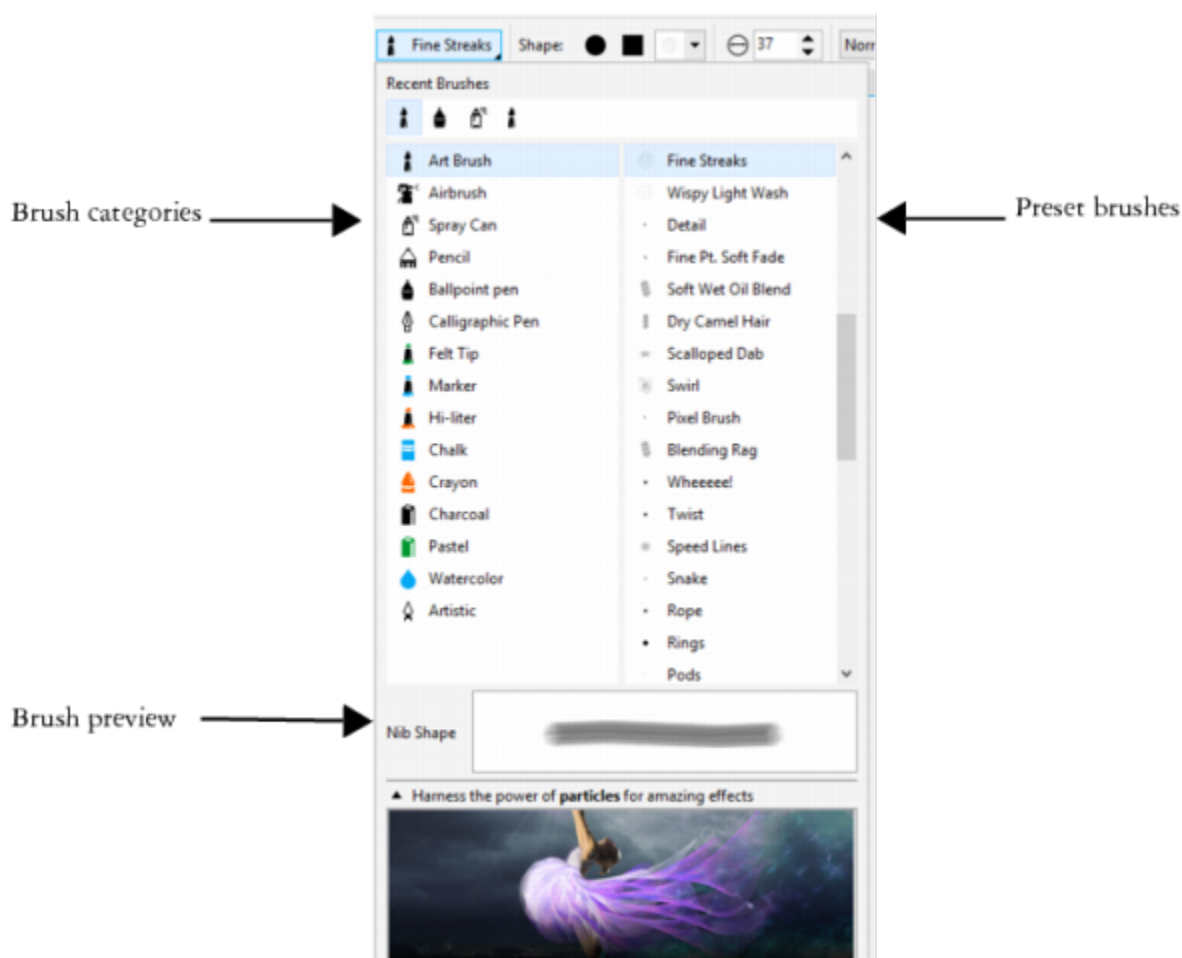 Fine Streaks Shape: 37 Norr
Recent Brushes
Art Brush Fine Streaks
Airbrush Wispy Light Wash
Brush categories Spray Can Detail Preset brushes
Pencil Fine Pt. Soft Fade
Ballpoint pen Soft Wet Oil Blend
Calligraphic Pen Dry Camel Hair
Felt Tip Scalloped Dab
Marker Swirl
Hi-liter Pixel Brush
Chalk Blending Rag
Crayon Wheeeee!
Charcoal Twist
Pastel Speed Lines
Watercolor Snake
Artistic Rope
Rings
Pods
Brush preview Nib Shape
Harness the power of particles for amazing effects